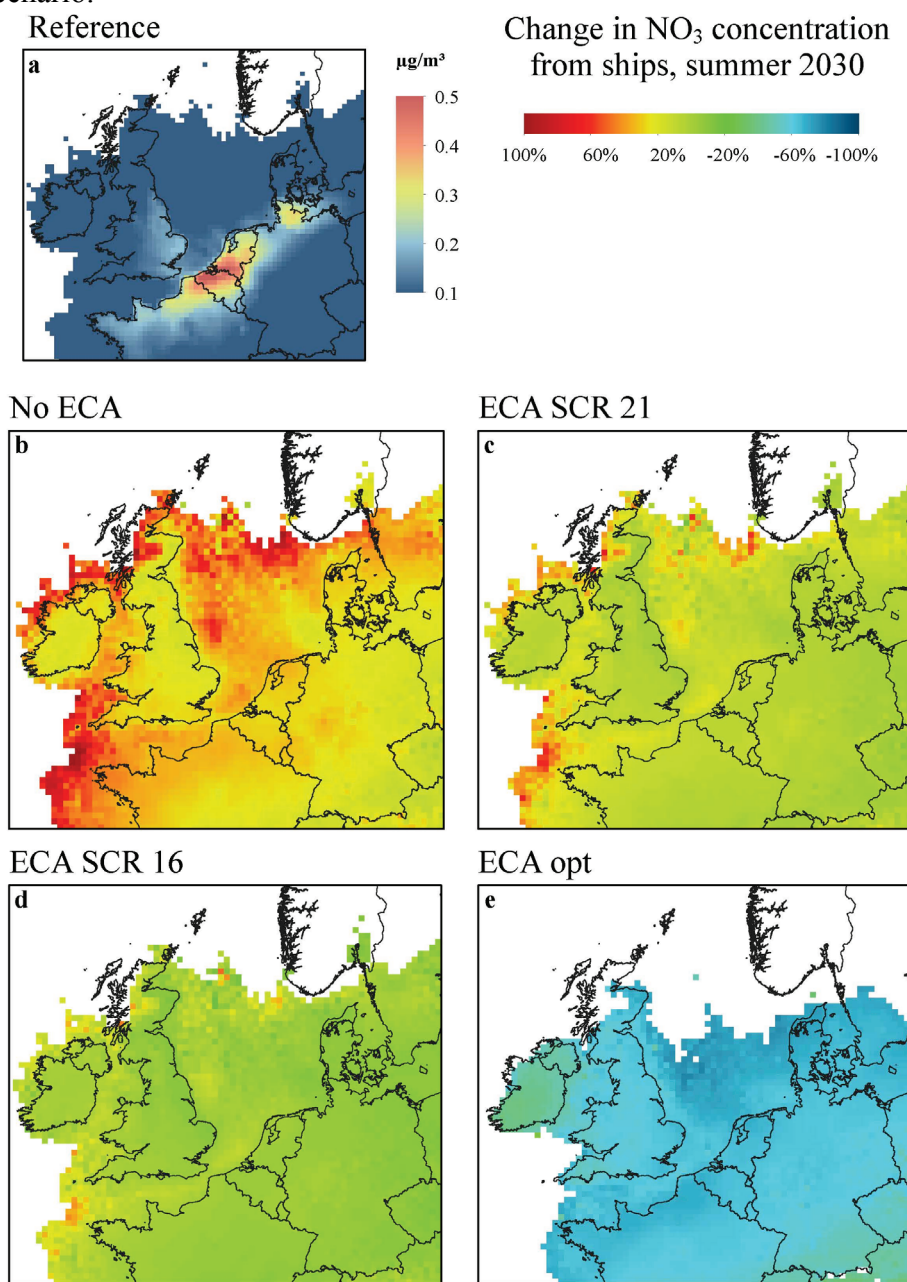 cenario.
Reference
Change in NO₃ concentration
from ships, summer 2030
a
µg/m³
0.5
0.4
0.3
0.2
0.1
100% 60% 20% -20% -60% -100%
No ECA
ECA SCR 21
b
c
ECA SCR 16
ECA opt
d
e